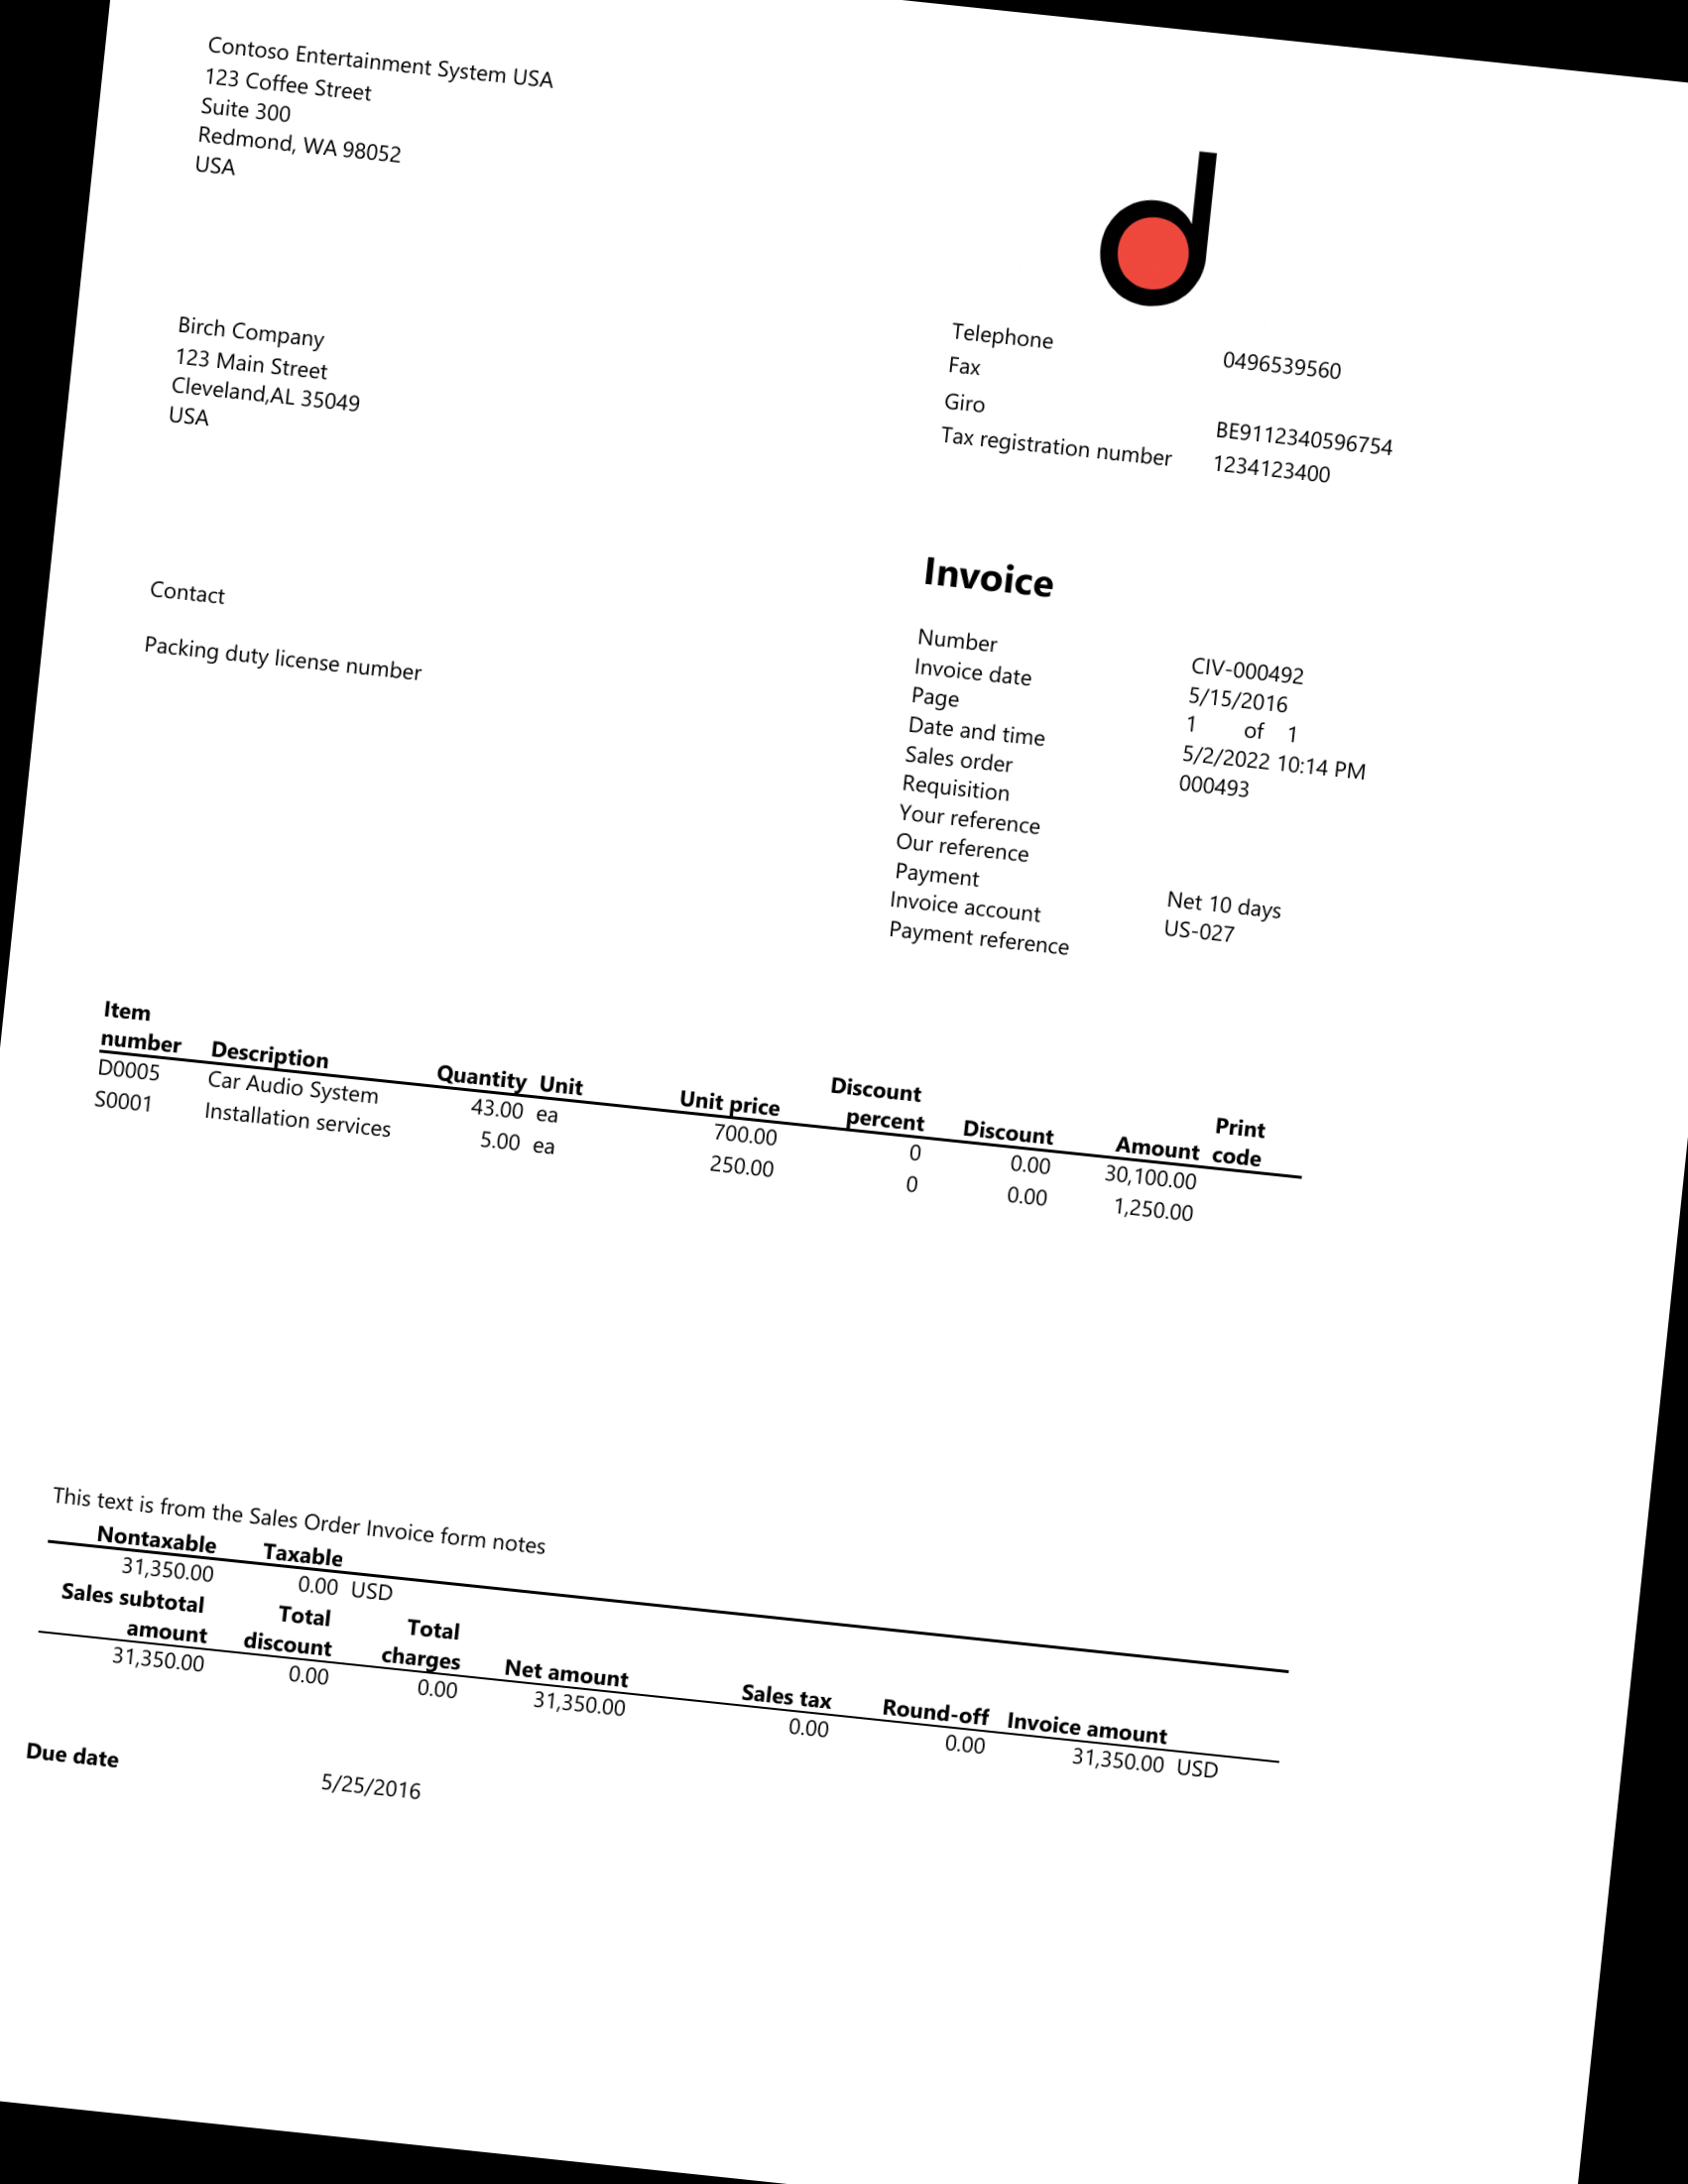 Contoso Entertainment System USA
123 Coffee Street
Suite 300
Redmond, WA 98052
USA
Birch Company
123 Main Street
Cleveland,AL 35049
USA
Telephone 0496539560
Fax
Giro BE9112340596754
Tax registration number 1234123400
Contact
Packing duty license number
Invoice
Number CIV-000492
Invoice date 5/15/2016
Page 1 of 1
Date and time 5/2/2022 10:14 PM
Sales order 000493
Requisition
Your reference
Our reference
Payment Net 10 days
Invoice account US-027
Payment reference
Item number Description Quantity Unit Unit price Discount percent Discount Amount Print code
D0005 Car Audio System 43.00 ea 700.00 0 0.00 30,100.00
S0001 Installation services 5.00 ea 250.00 0 0.00 1,250.00
This text is from the Sales Order Invoice form notes
Nontaxable Taxable
31,350.00 0.00 USD
Sales subtotal amount Total discount Total charges Net amount Sales tax Round-off Invoice amount
31,350.00 0.00 0.00 31,350.00 0.00 0.00 31,350.00 USD
Due date 5/25/2016